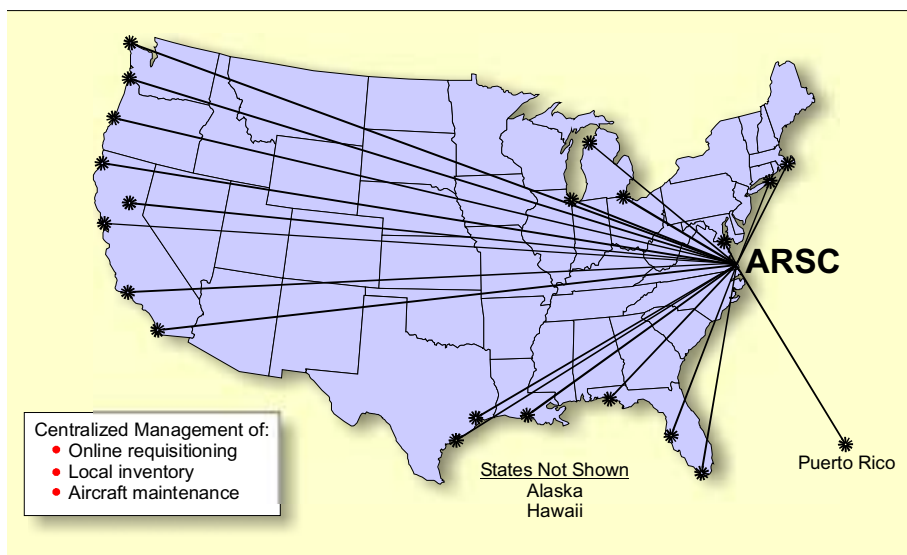 ARSC
Centralized Management of:
• Online requisitioning
• Local inventory
• Aircraft maintenance
States Not Shown
Alaska
Hawaii
Puerto Rico